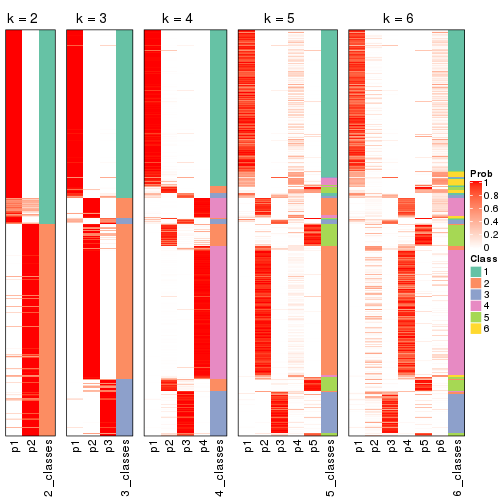 k = 2
k = 3
k = 4
k = 5
k = 6
Prob
1
0.8
0.6
0.4
0.2
0
Class
1
2
3
4
5
6
p1
p2
2_classes
p1
p2
p3
3_classes
p1
p2
p3
p4
4_classes
p1
p2
p3
p4
p5
5_classes
p1
p2
p3
p4
p5
p6
6_classes